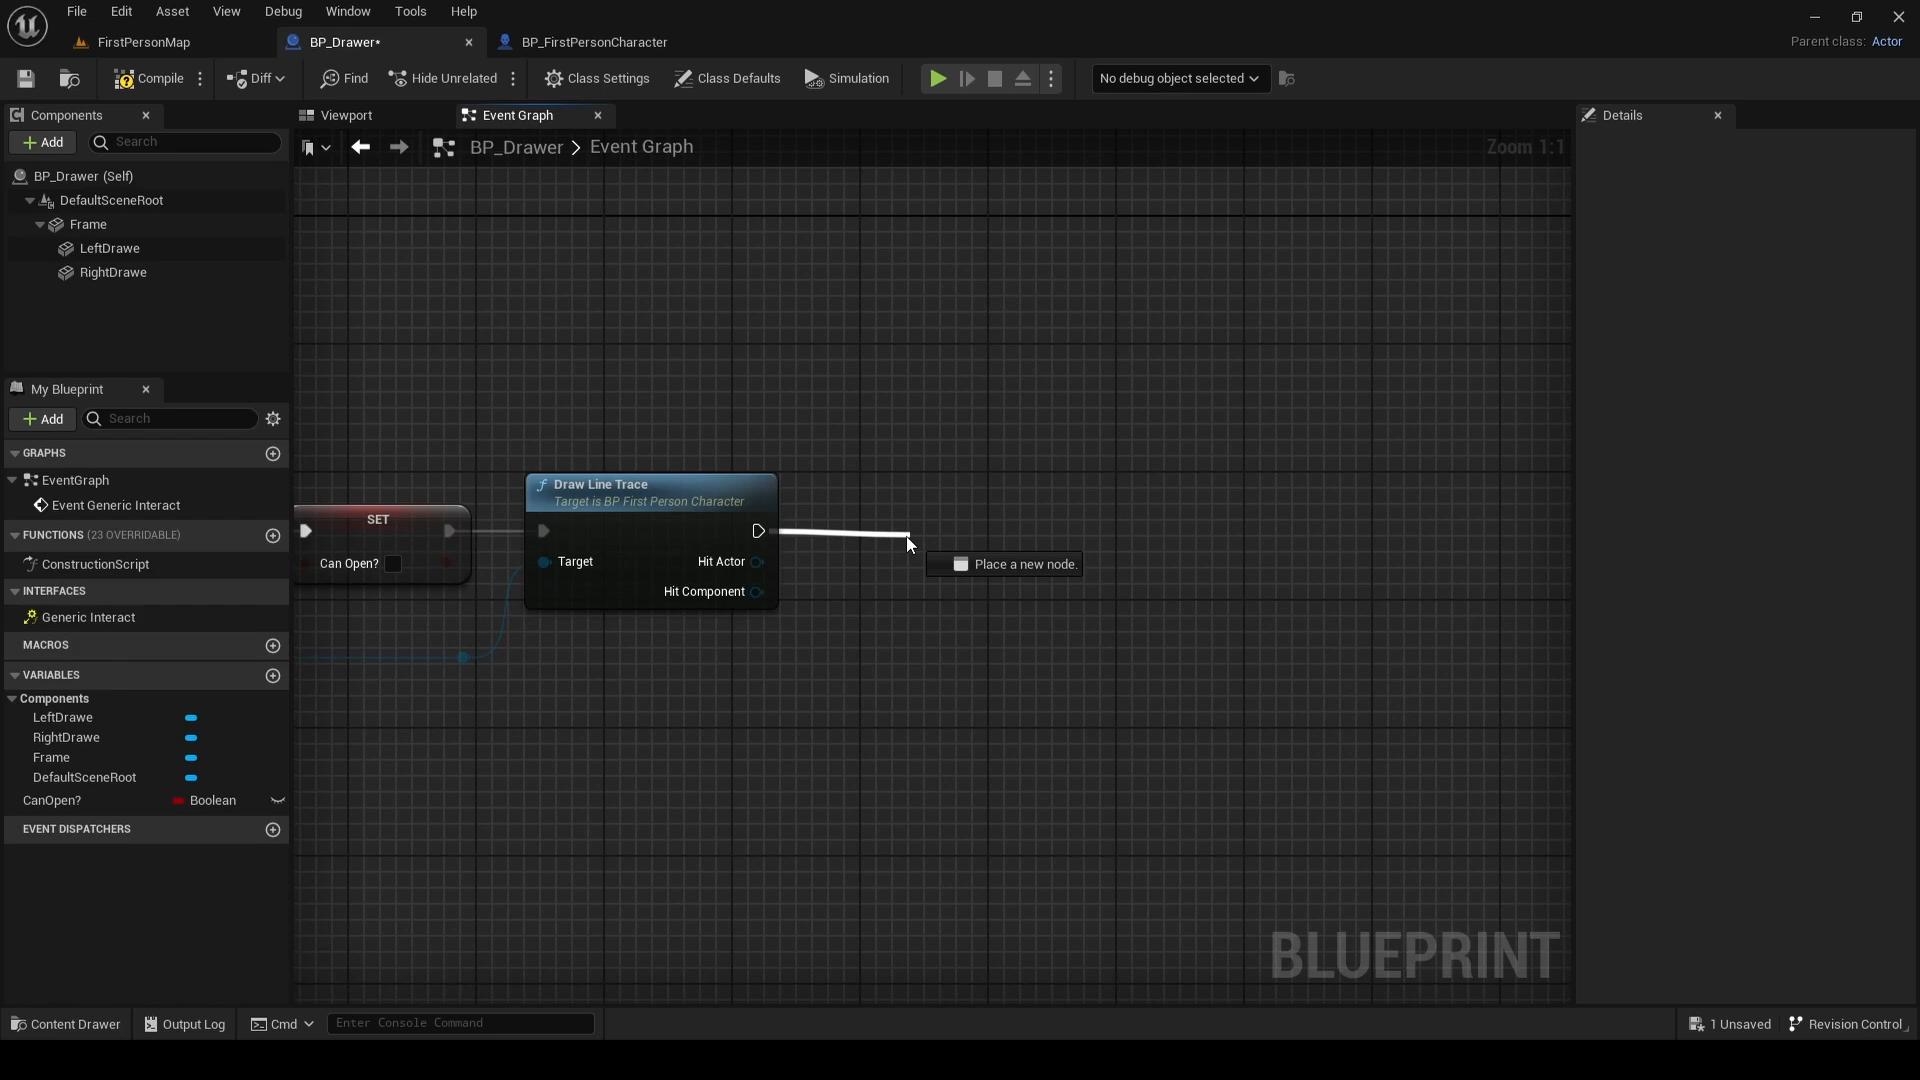 File Edit Asset View Debug Window Tools Help
FirstPersonMap
BP_Drawer*
BP_FirstPersonCharacter
Parent class: Actor
Compile
Diff
Find
Hide Unrelated
Class Settings
Class Defaults
Simulation
No debug object selected
Components
Add
Search
BP_Drawer (Self)
DefaultSceneRoot
Frame
LeftDrawe
RightDrawe
My Blueprint
Add
Search
GRAPHS
EventGraph
Event Generic Interact
FUNCTIONS (23 OVERRIDABLE)
ConstructionScript
INTERFACES
Generic Interact
MACROS
VARIABLES
Components
LeftDrawe
RightDrawe
Frame
DefaultSceneRoot
CanOpen? Boolean
EVENT DISPATCHERS
Viewport
Event Graph
BP_Drawer > Event Graph
Zoom 1:1
SET
Can Open?
Draw Line Trace
Target is BP First Person Character
Target
Hit Actor
Hit Component
Place a new node.
BLUEPRINT
Details
Content Drawer
Output Log
Cmd
Enter Console Command
1 Unsaved
Revision Control